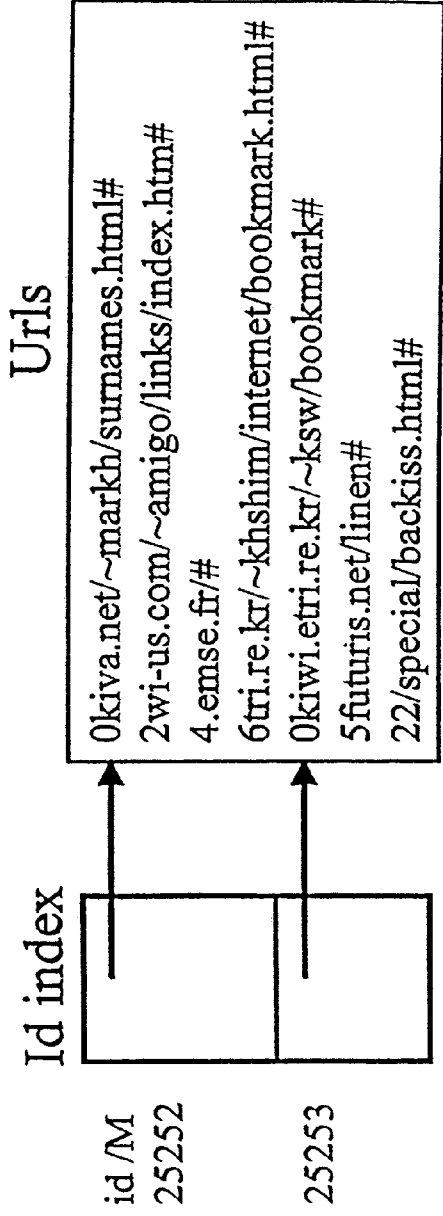 Id index
Urls
id /M
25252
25253
0kiva.net/~markh/surnames.html#
2wi-us.com/~amigo/links/index.htm#
4.emse.fr/#
6tri.re.kr/~khshim/internet/bookmark.html#
0kiwi.etri.re.kr/~ksw/bookmark#
5futuris.net/linen#
22/special/backiss.html#